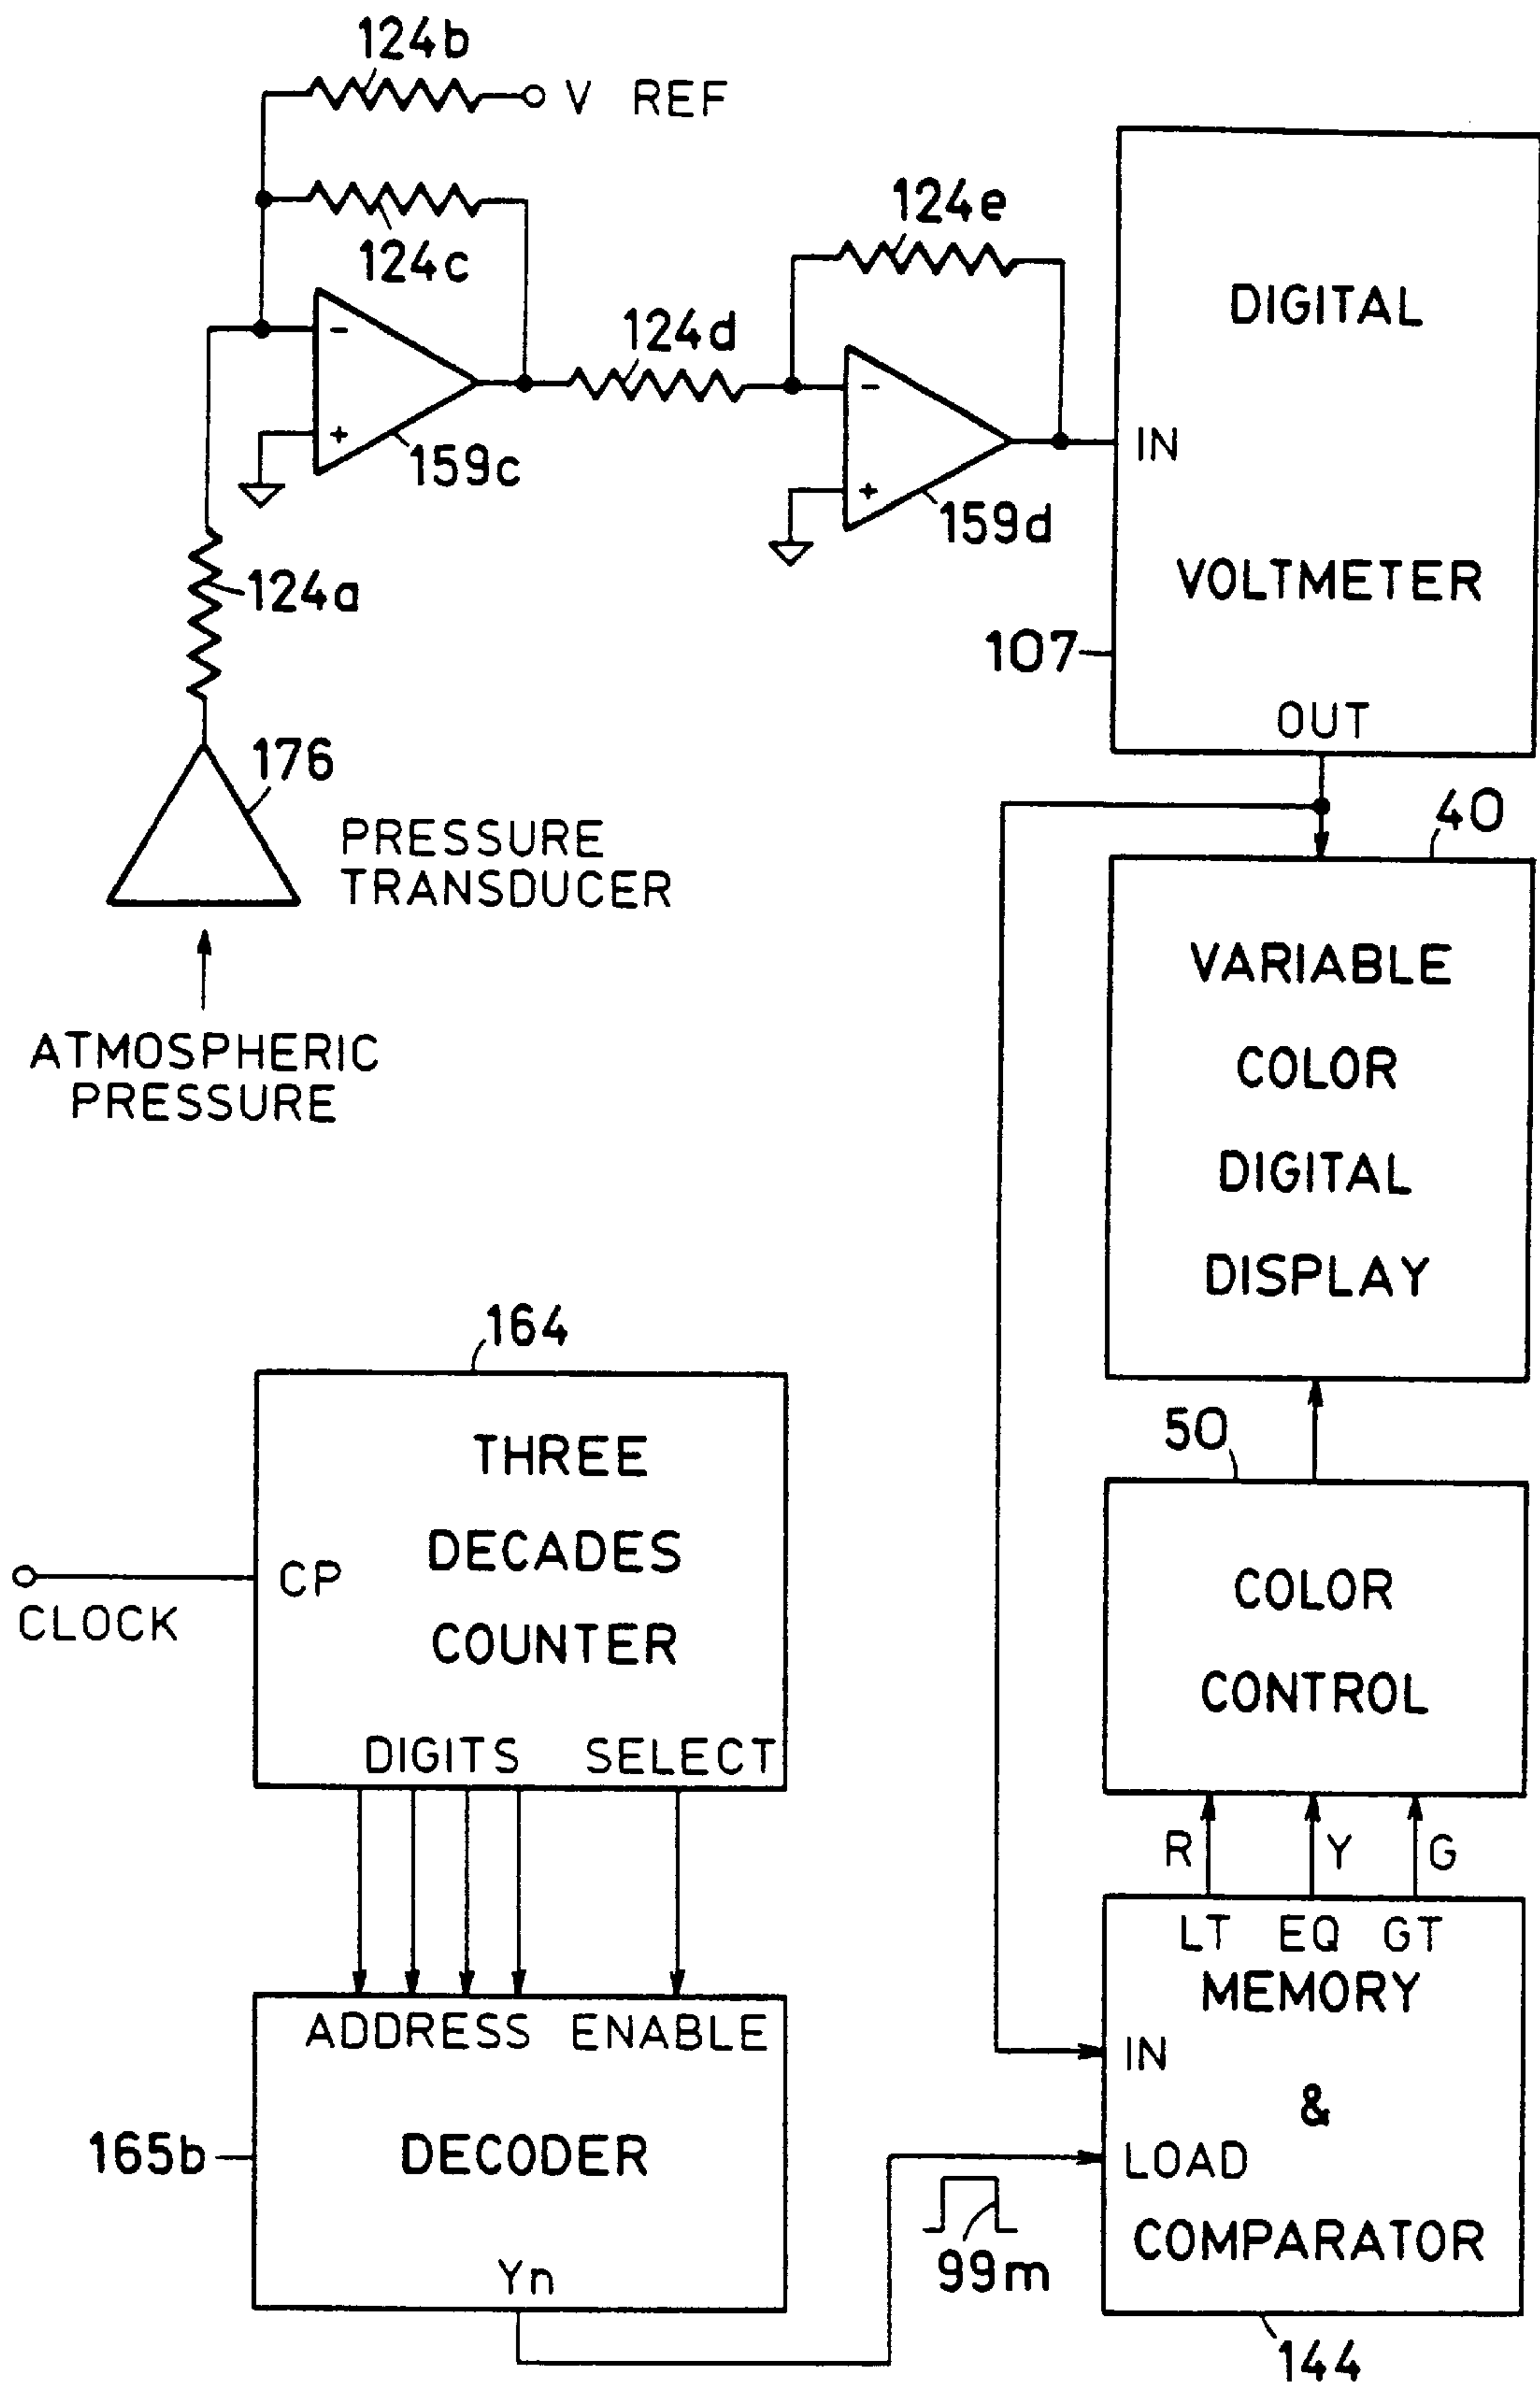 124b
V REF
124c
124e
124d
159c
159d
124a
DIGITAL
IN
VOLTMETER
107
OUT
176
PRESSURE
TRANSDUCER
ATMOSPHERIC
PRESSURE
40
VARIABLE
COLOR
DIGITAL
DISPLAY
164
THREE
DECADES
COUNTER
CP
CLOCK
DIGITS SELECT
50
COLOR
CONTROL
R Y G
ADDRESS ENABLE
DECODER
165b
Yn
LT EQ GT
MEMORY
IN
&
LOAD
COMPARATOR
99m
144